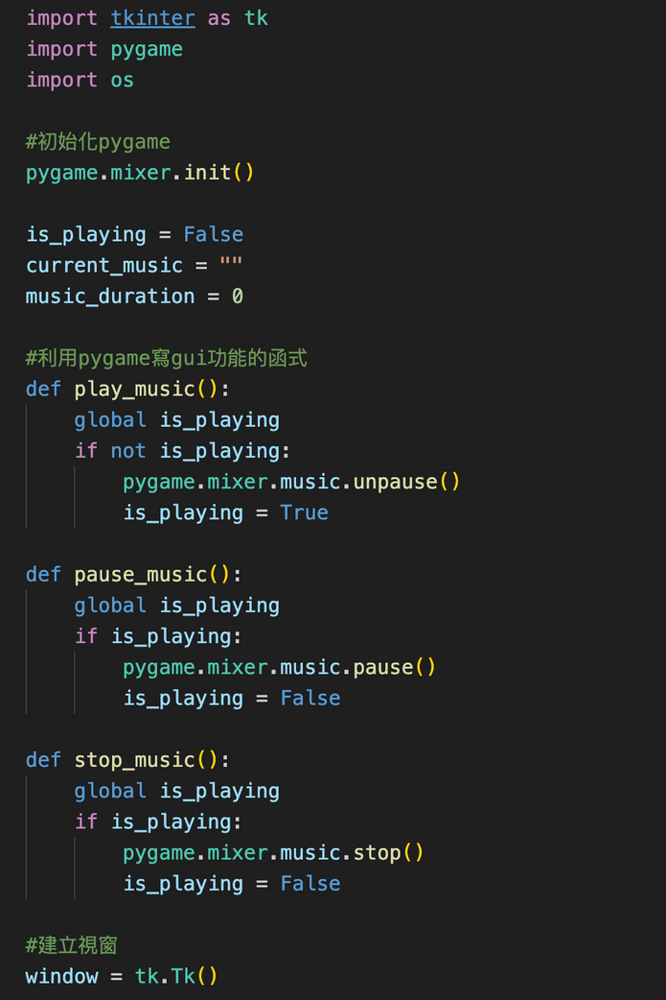 import tkinter as tk
import pygame
import os
#初始化pygame
pygame.mixer.init()
is_playing = False
current_music = ""
music_duration = 0
#利用pygame寫gui功能的函式
def play_music():
    global is_playing
    if not is_playing:
        pygame.mixer.music.unpause()
        is_playing = True
def pause_music():
    global is_playing
    if is_playing:
        pygame.mixer.music.pause()
        is_playing = False
def stop_music():
    global is_playing
    if is_playing:
        pygame.mixer.music.stop()
        is_playing = False
#建立視窗
window = tk.Tk()